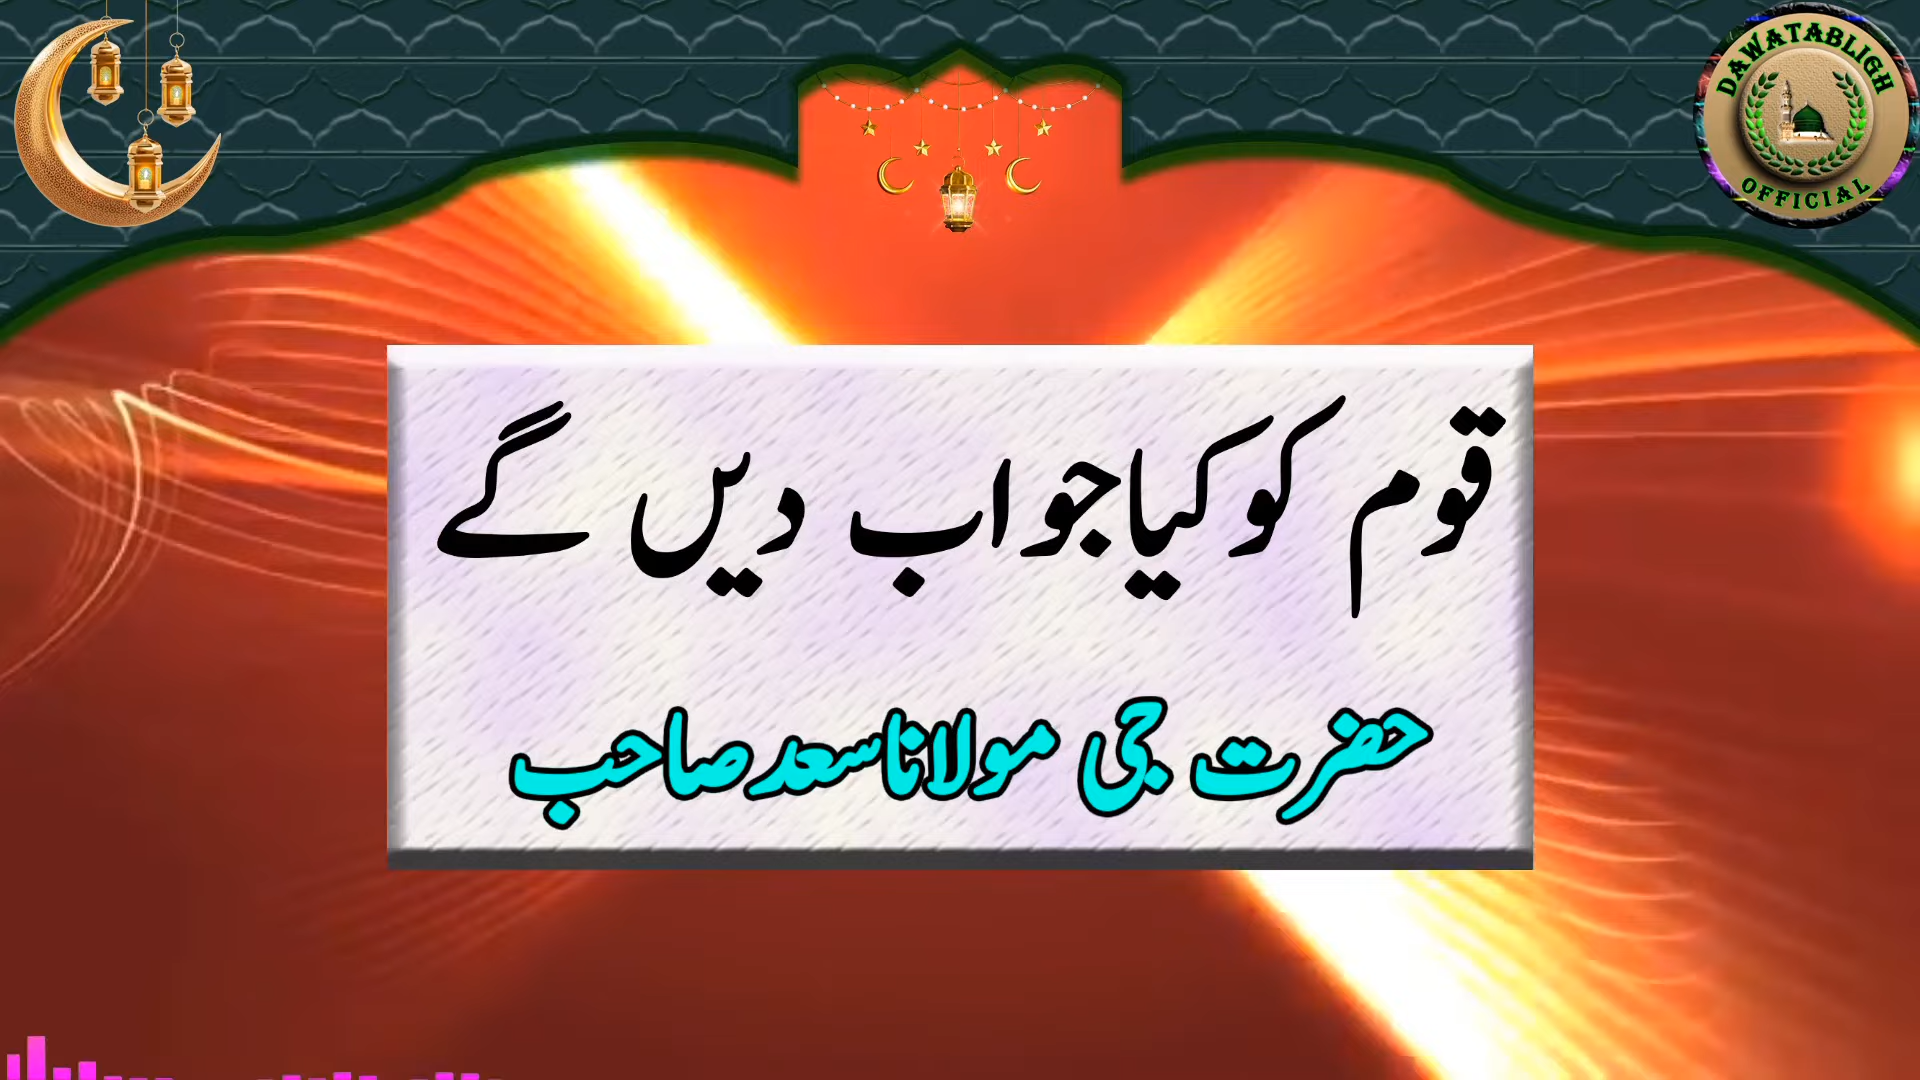 DAWATABLIGH
OFFICIAL
قوم کو کیا جواب دیں گے
حضرت جی مولانا سعد صاحب